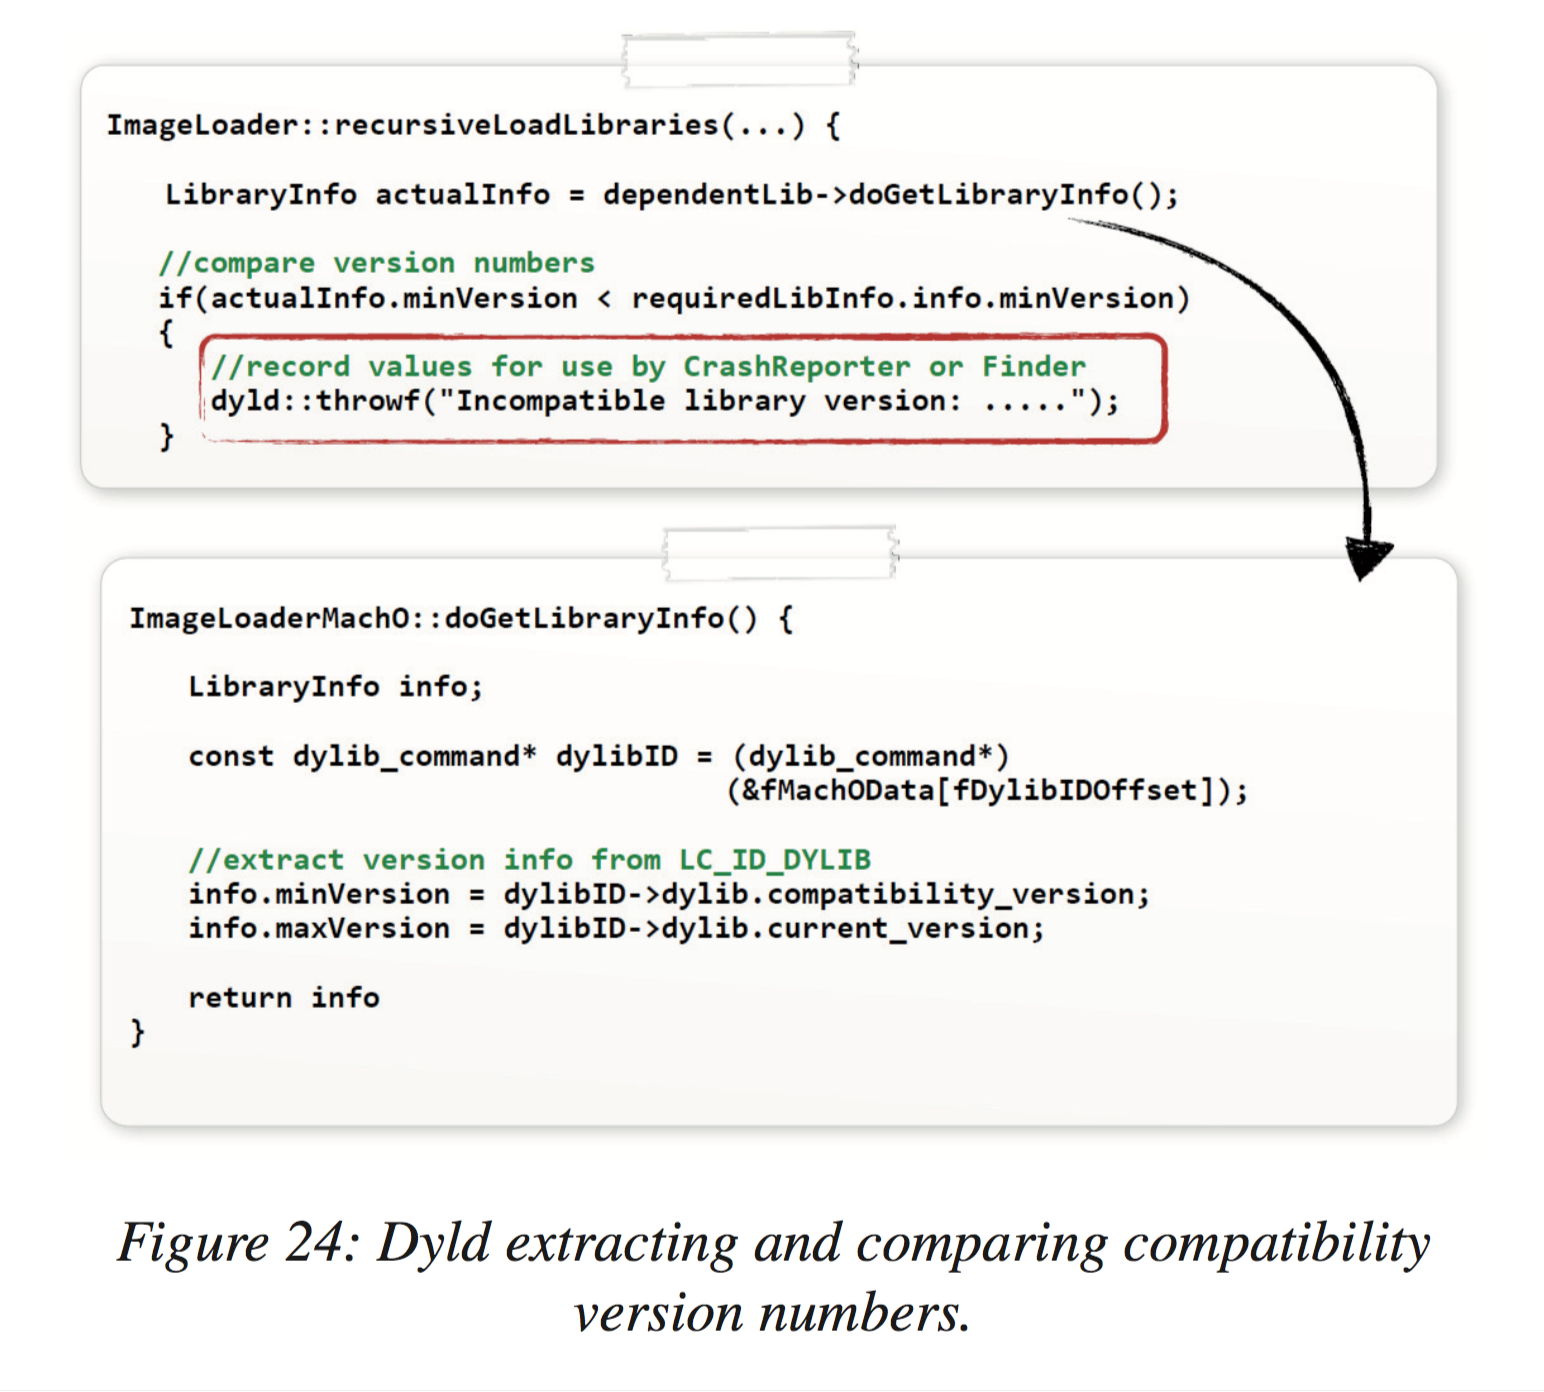 ImageLoader::recursiveLoadLibraries(...) {
LibraryInfo actualInfo = dependentLib->doGetLibraryInfo();
//compare version numbers
if(actualInfo.minVersion < requiredLibInfo.info.minVersion)
{
//record values for use by CrashReporter or Finder
dyld::throwf("Incompatible library version: .....");
}
ImageLoaderMachO::doGetLibraryInfo() {
LibraryInfo info;
const dylib_command* dylibID = (dylib_command*)
(&fMachOData[fDylibIDOffset]);
//extract version info from LC_ID_DYLIB
info.minVersion = dylibID->dylib.compatibility_version;
info.maxVersion = dylibID->dylib.current_version;
return info
}
Figure 24: Dyld extracting and comparing compatibility
version numbers.